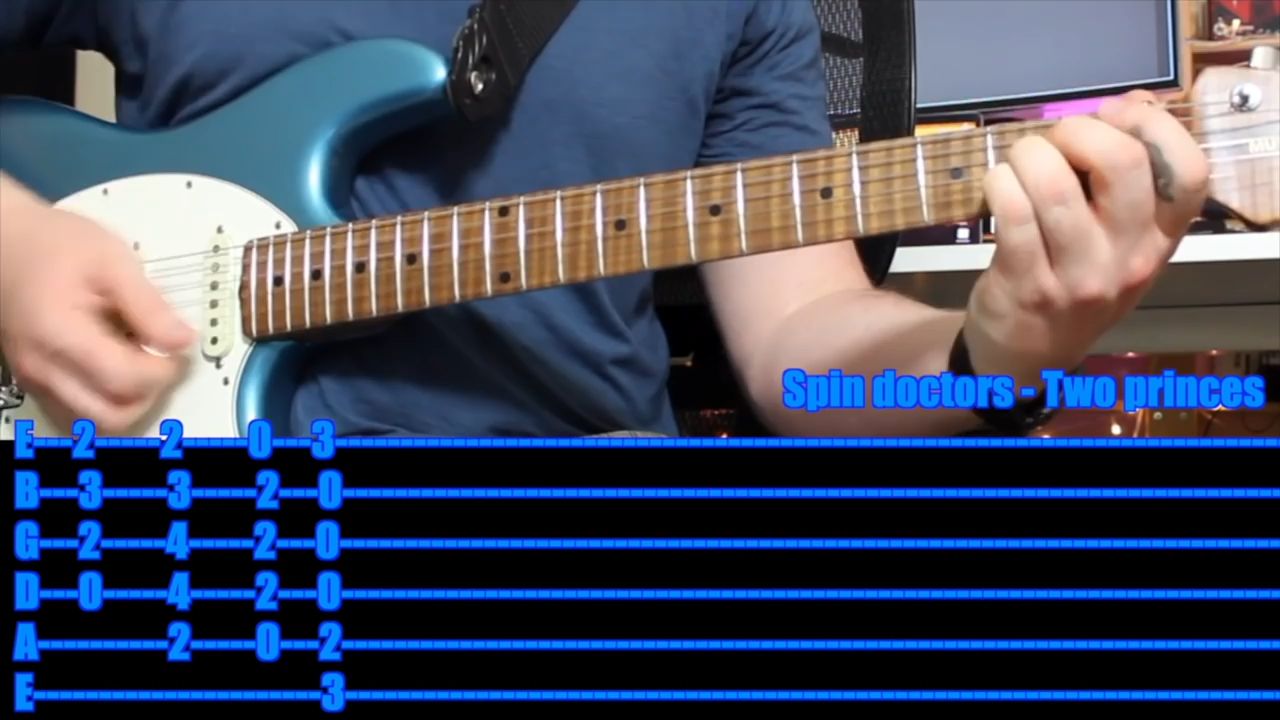 MU
Spin doctors - Two princes
E--2-----2-----0---3---
B--3-----3-----2---0---
G--2-----4-----2---0---
D--0-----4-----2---0---
A--------2-----0---2---
E------------------3---